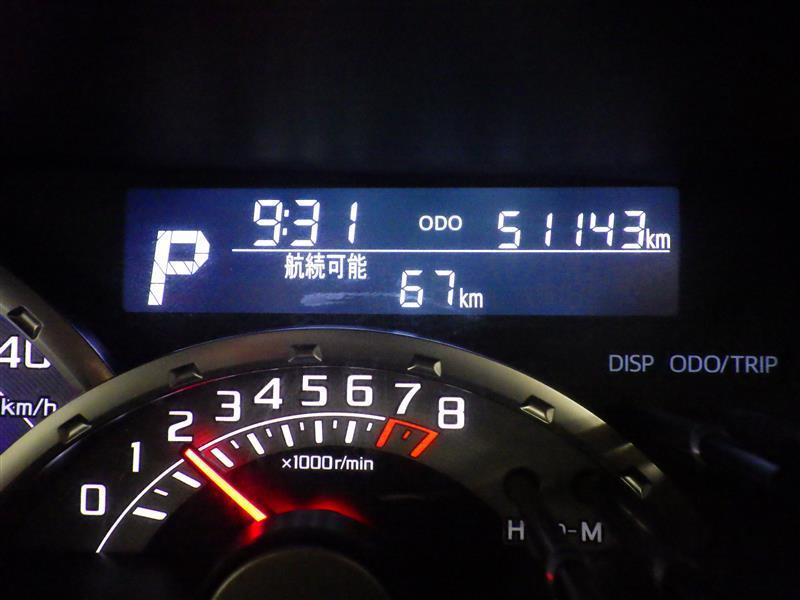 9:31 ODO 51143km
P
航続可能
67km
DISP ODO/TRIP
40
km/h
0 1 2 3 4 5 6 7 8
×1000r/min